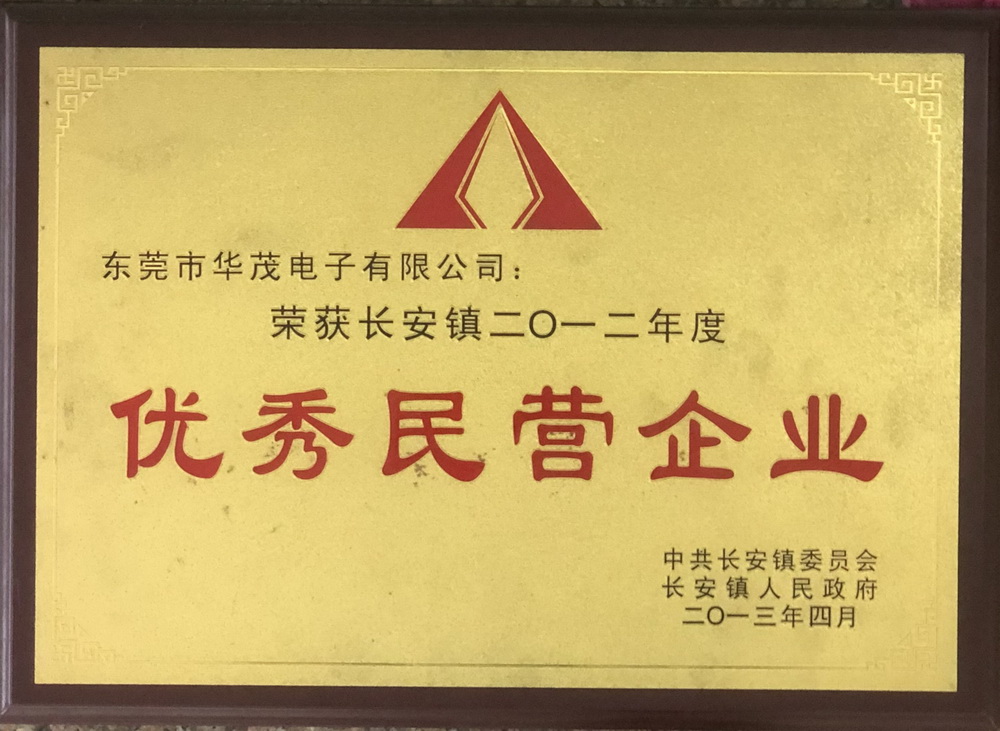 东莞市华茂电子有限公司：
荣获长安镇二〇一二年度
优秀民营企业
中共长安镇委员会
长安镇人民政府
二〇一三年四月